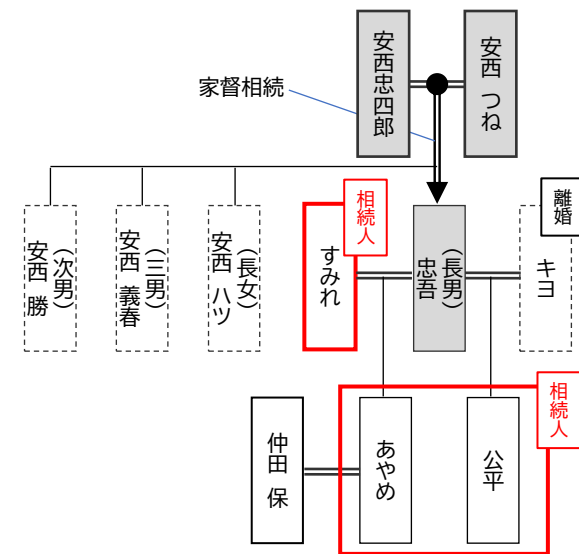 安西忠四郎
安西 つね
家督相続
離婚
相続人
(次男)
安西 勝
(三男)
安西 義春
(長女)
安西 ハツ
すみれ
(長男)
忠吾
キヨ
相続人
仲田 保
あやめ
公平